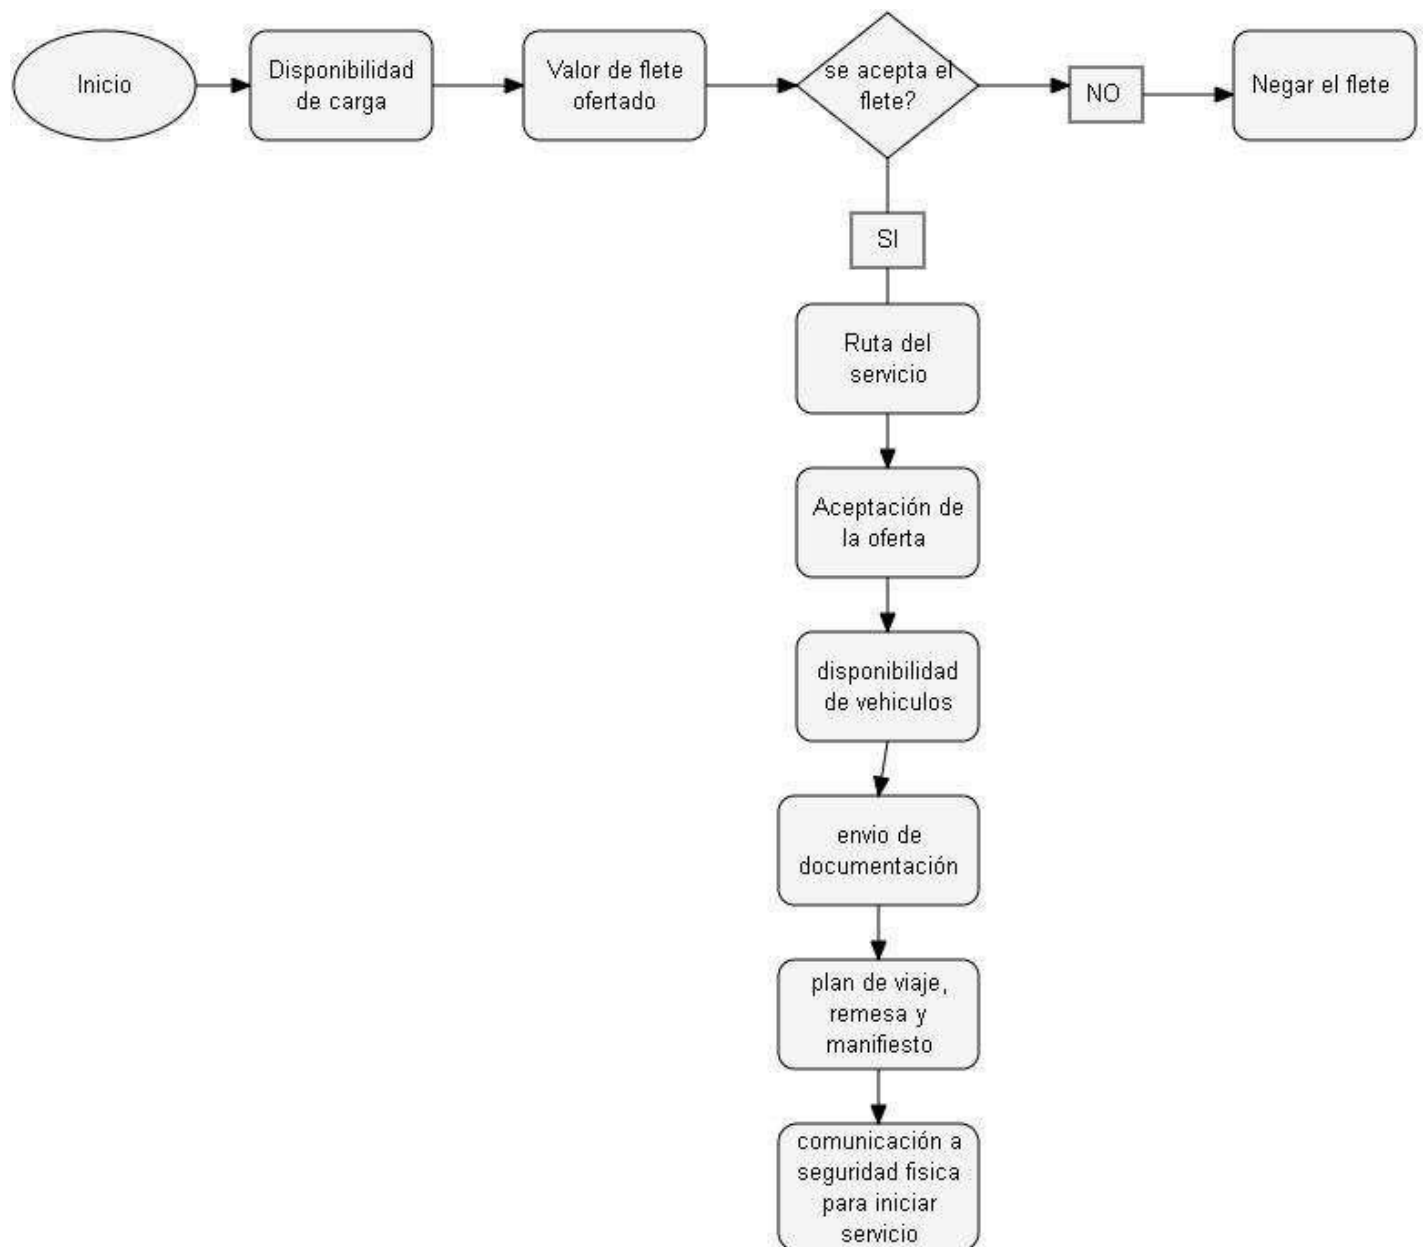 Inicio
Disponibilidad
de carga
Valor de flete
ofertado
se acepta el
flete?
NO
Negar el flete
SI
Ruta del
servicio
Aceptación de
la oferta
disponibilidad
de vehiculos
envio de
documentación
plan de viaje,
remesa y
manifiesto
comunicación a
seguridad fisica
para iniciar
servicio